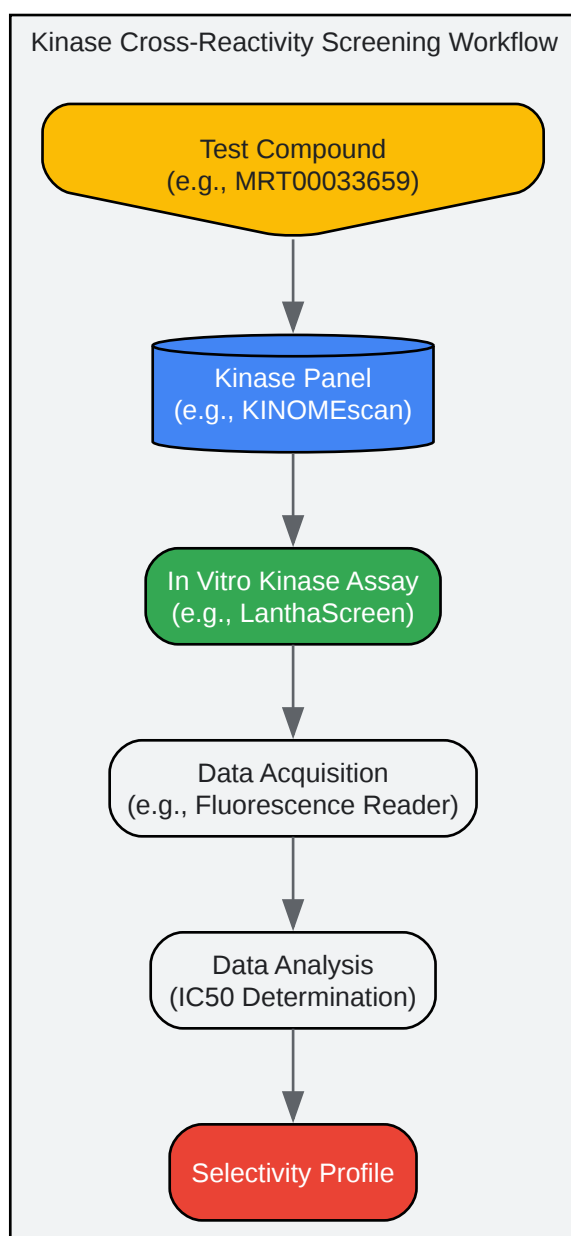 Kinase Cross-Reactivity Screening Workflow
Test Compound
(e.g., MRT00033659)
Kinase Panel
(e.g., KINOMEscan)
In Vitro Kinase Assay
(e.g., LanthaScreen)
Data Acquisition
(e.g., Fluorescence Reader)
Data Analysis
(IC50 Determination)
Selectivity Profile